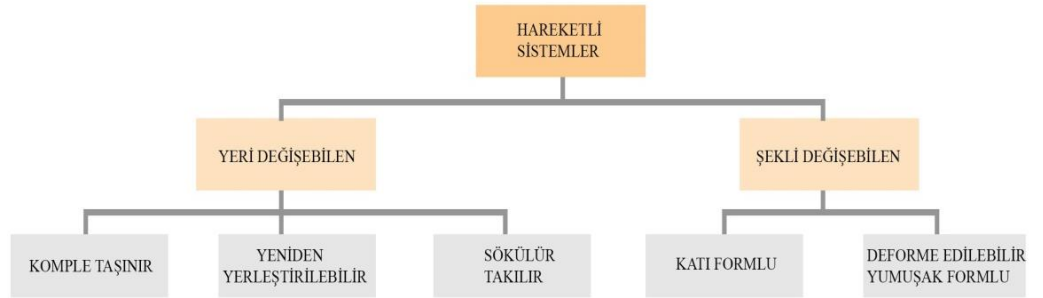 HAREKETLİ
SİSTEMLER
YERİ DEĞİŞEBİLEN
ŞEKLİ DEĞİŞEBİLEN
KOMPLE TAŞINIR
YENİDEN
YERLEŞTİRİLEBİLİR
SÖKÜLÜR
TAKILIR
KATI FORMLU
DEFORME EDİLEBİLİR
YUMUŞAK FORMLU